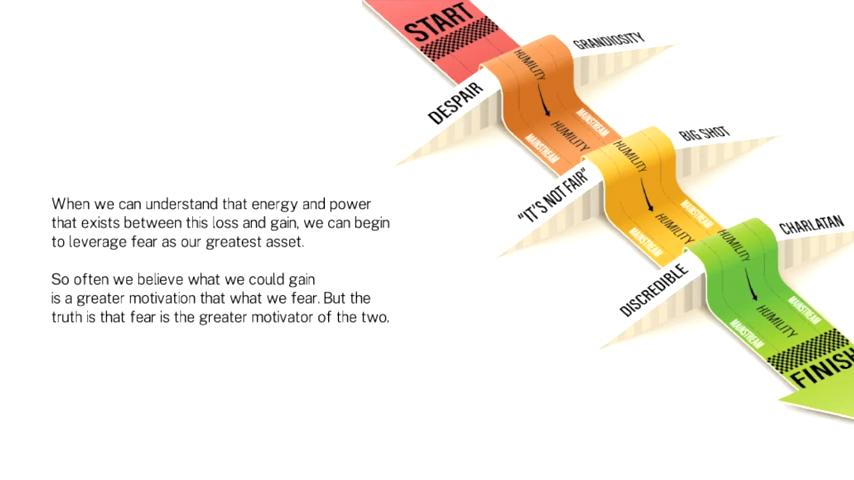 START
GRANDIOSITY
HUMILITY
DESPAIR
MAINSTREAM
HUMILITY
MAINSTREAM
BIG SHOT
HUMILITY
"IT'S NOT FAIR"
MAINSTREAM
HUMILITY
MAINSTREAM
CHARLATAN
HUMILITY
DISCREDIBLE
MAINSTREAM
HUMILITY
MAINSTREAM
FINISH
When we can understand that energy and power
that exists between this loss and gain, we can begin
to leverage fear as our greatest asset.
So often we believe what we could gain
is a greater motivation that what we fear. But the
truth is that fear is the greater motivator of the two.